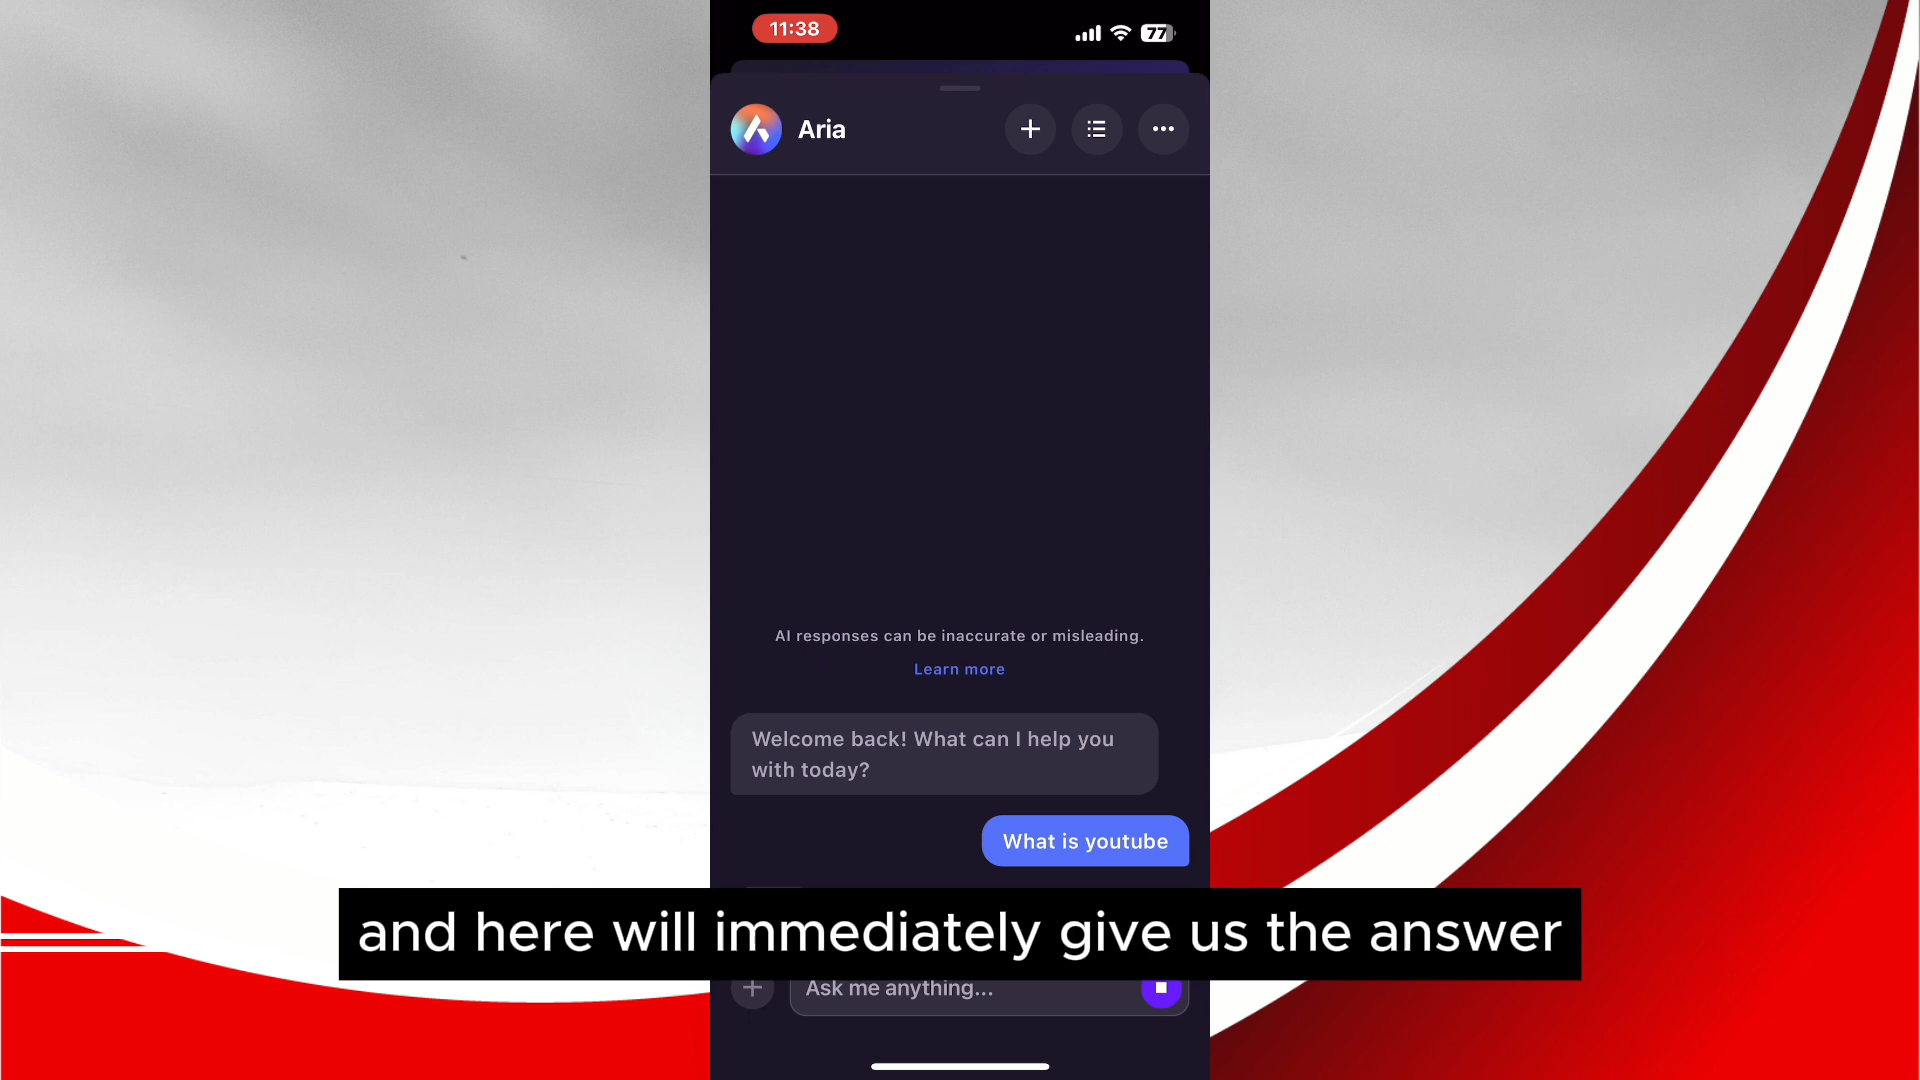 11:38
77
Aria
AI responses can be inaccurate or misleading.
Learn more
Welcome back! What can I help you
with today?
What is youtube
and here will immediately give us the answer
Ask me anything...